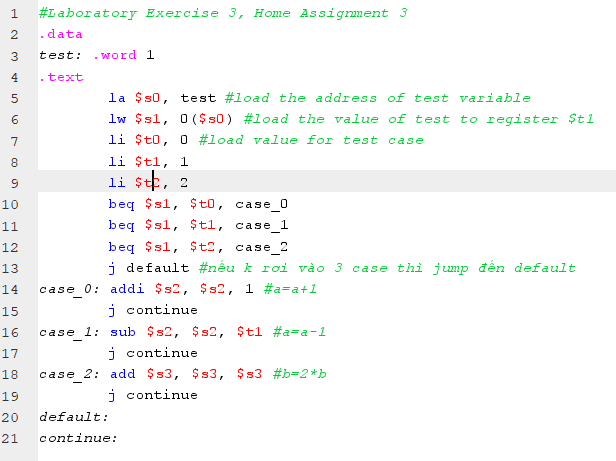 1 #Laboratory Exercise 3, Home Assignment 3
2 .data
3 test: .word 1
4 .text
5 la $s0, test #load the address of test variable
6 lw $s1, 0($s0) #load the value of test to register $t1
7 li $t0, 0 #load value for test case
8 li $t1, 1
9 li $t2, 2
10 beq $s1, $t0, case_0
11 beq $s1, $t1, case_1
12 beq $s1, $t2, case_2
13 j default #nếu k rơi vào 3 case thì jump đến default
14 case_0: addi $s2, $s2, 1 #a=a+1
15 j continue
16 case_1: sub $s2, $s2, $t1 #a=a-1
17 j continue
18 case_2: add $s3, $s3, $s3 #b=2*b
19 j continue
20 default:
21 continue: